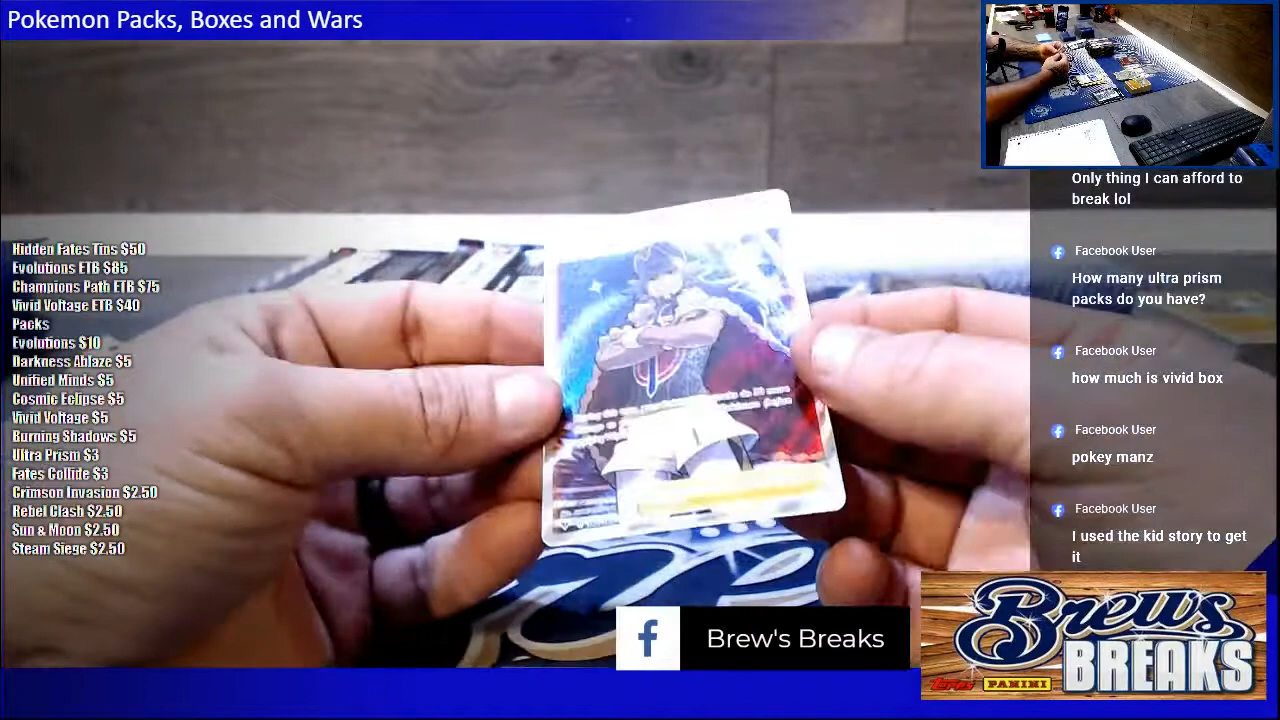 Pokemon Packs, Boxes and Wars
Hidden Fates Tins $50
Evolutions ETB $85
Champions Path ETB $75
Vivid Voltage ETB $40
Packs
Evolutions $10
Darkness Ablaze $5
Unified Minds $5
Cosmic Eclipse $5
Vivid Voltage $5
Burning Shadows $5
Ultra Prism $3
Fates Collide $3
Crimson Invasion $2.50
Rebel Clash $2.50
Sun & Moon $2.50
Steam Siege $2.50
Only thing I can afford to
break lol
Facebook User
How many ultra prism
packs do you have?
Facebook User
how much is vivid box
Facebook User
pokey manz
Facebook User
I used the kid story to get
it
f Brew's Breaks
Brew's
BREAKS
Topps PANINI